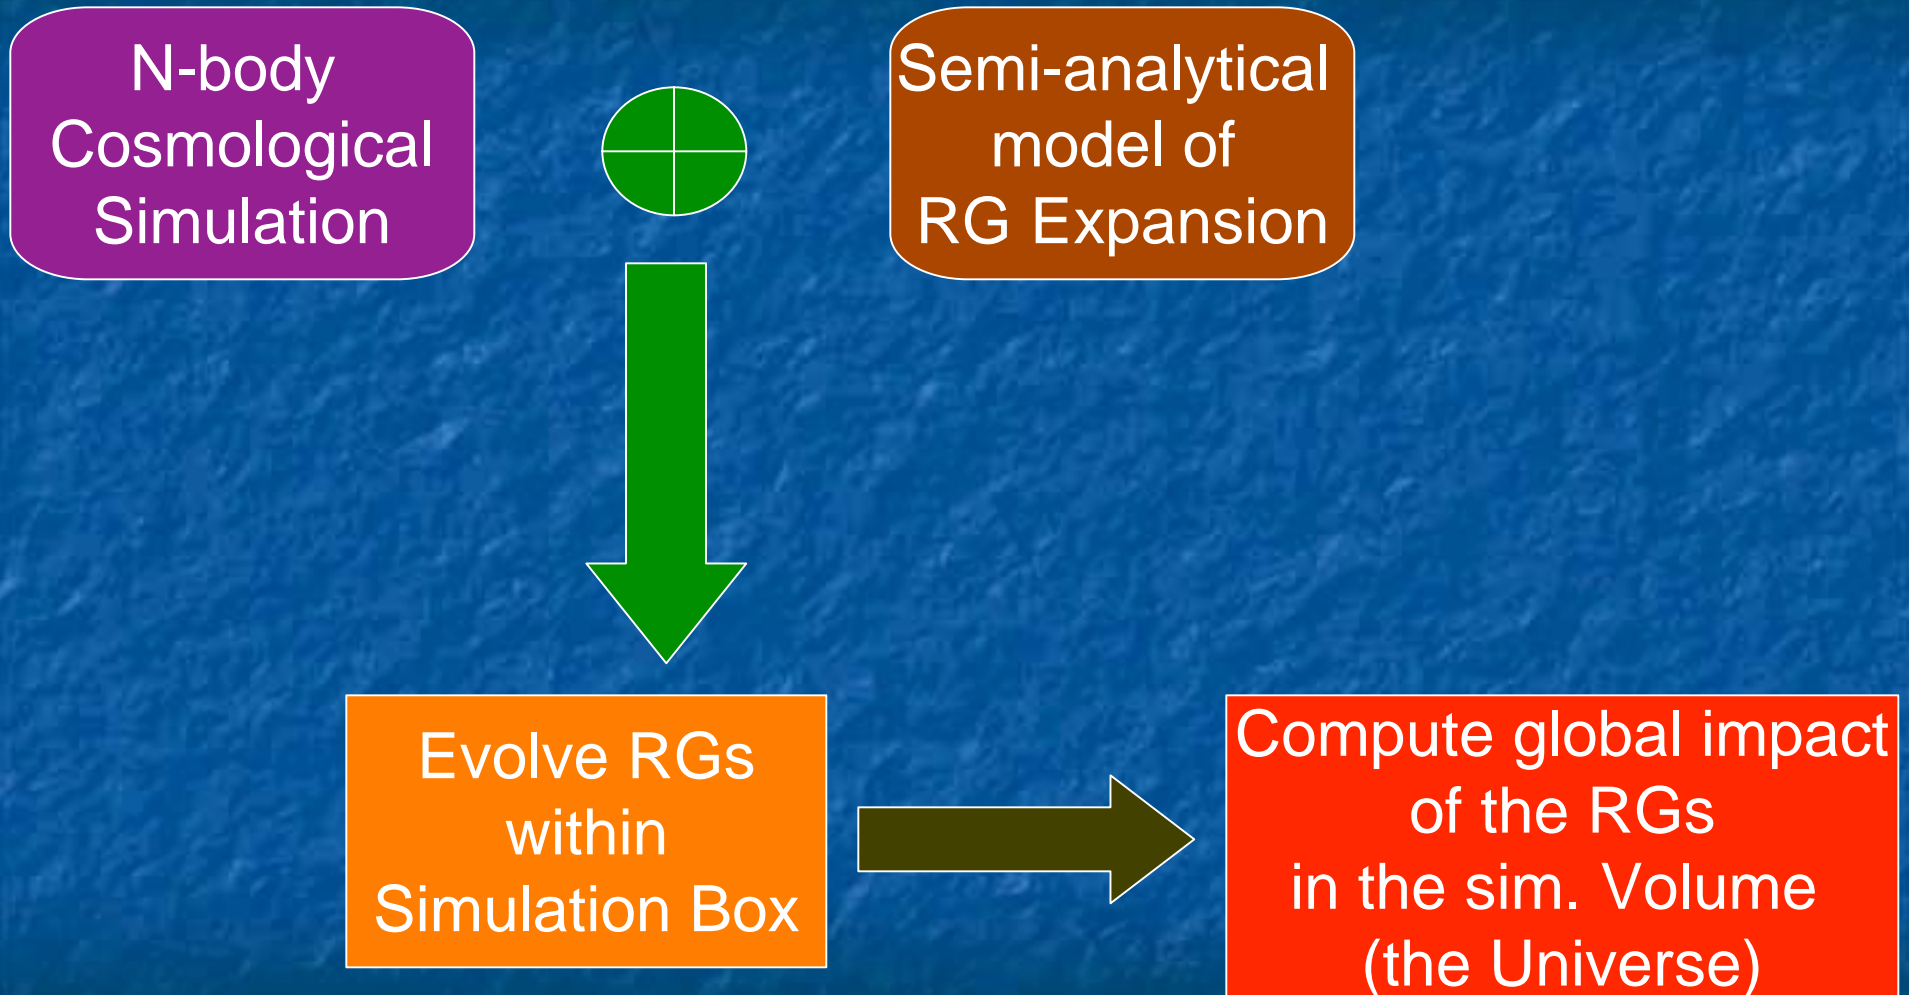 N-body
Cosmological
Simulation
Semi-analytical
model of
RG Expansion
Evolve RGs
within
Simulation Box
Compute global impact
of the RGs
in the sim. Volume
(the Universe)